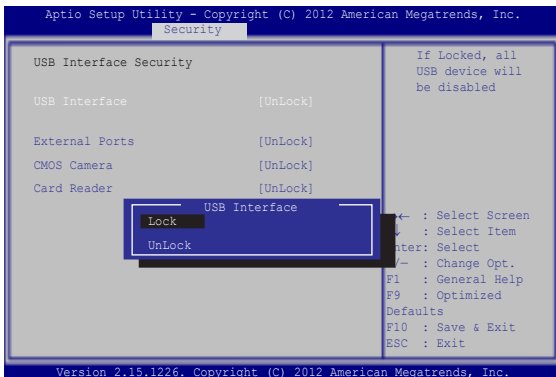 Aptio Setup Utility - Copyright (C) 2012 American Megatrends, Inc.
Security
USB Interface Security
USB Interface [UnLock]
External Ports [UnLock]
CMOS Camera [UnLock]
Card Reader [UnLock]
USB Interface
Lock
UnLock
If Locked, all
USB device will
be disabled
← : Select Screen
↓ : Select Item
nter: Select
/— : Change Opt.
F1 : General Help
F9 : Optimized
Defaults
F10 : Save & Exit
ESC : Exit
Version 2.15.1226. Copyright (C) 2012 American Megatrends, Inc.